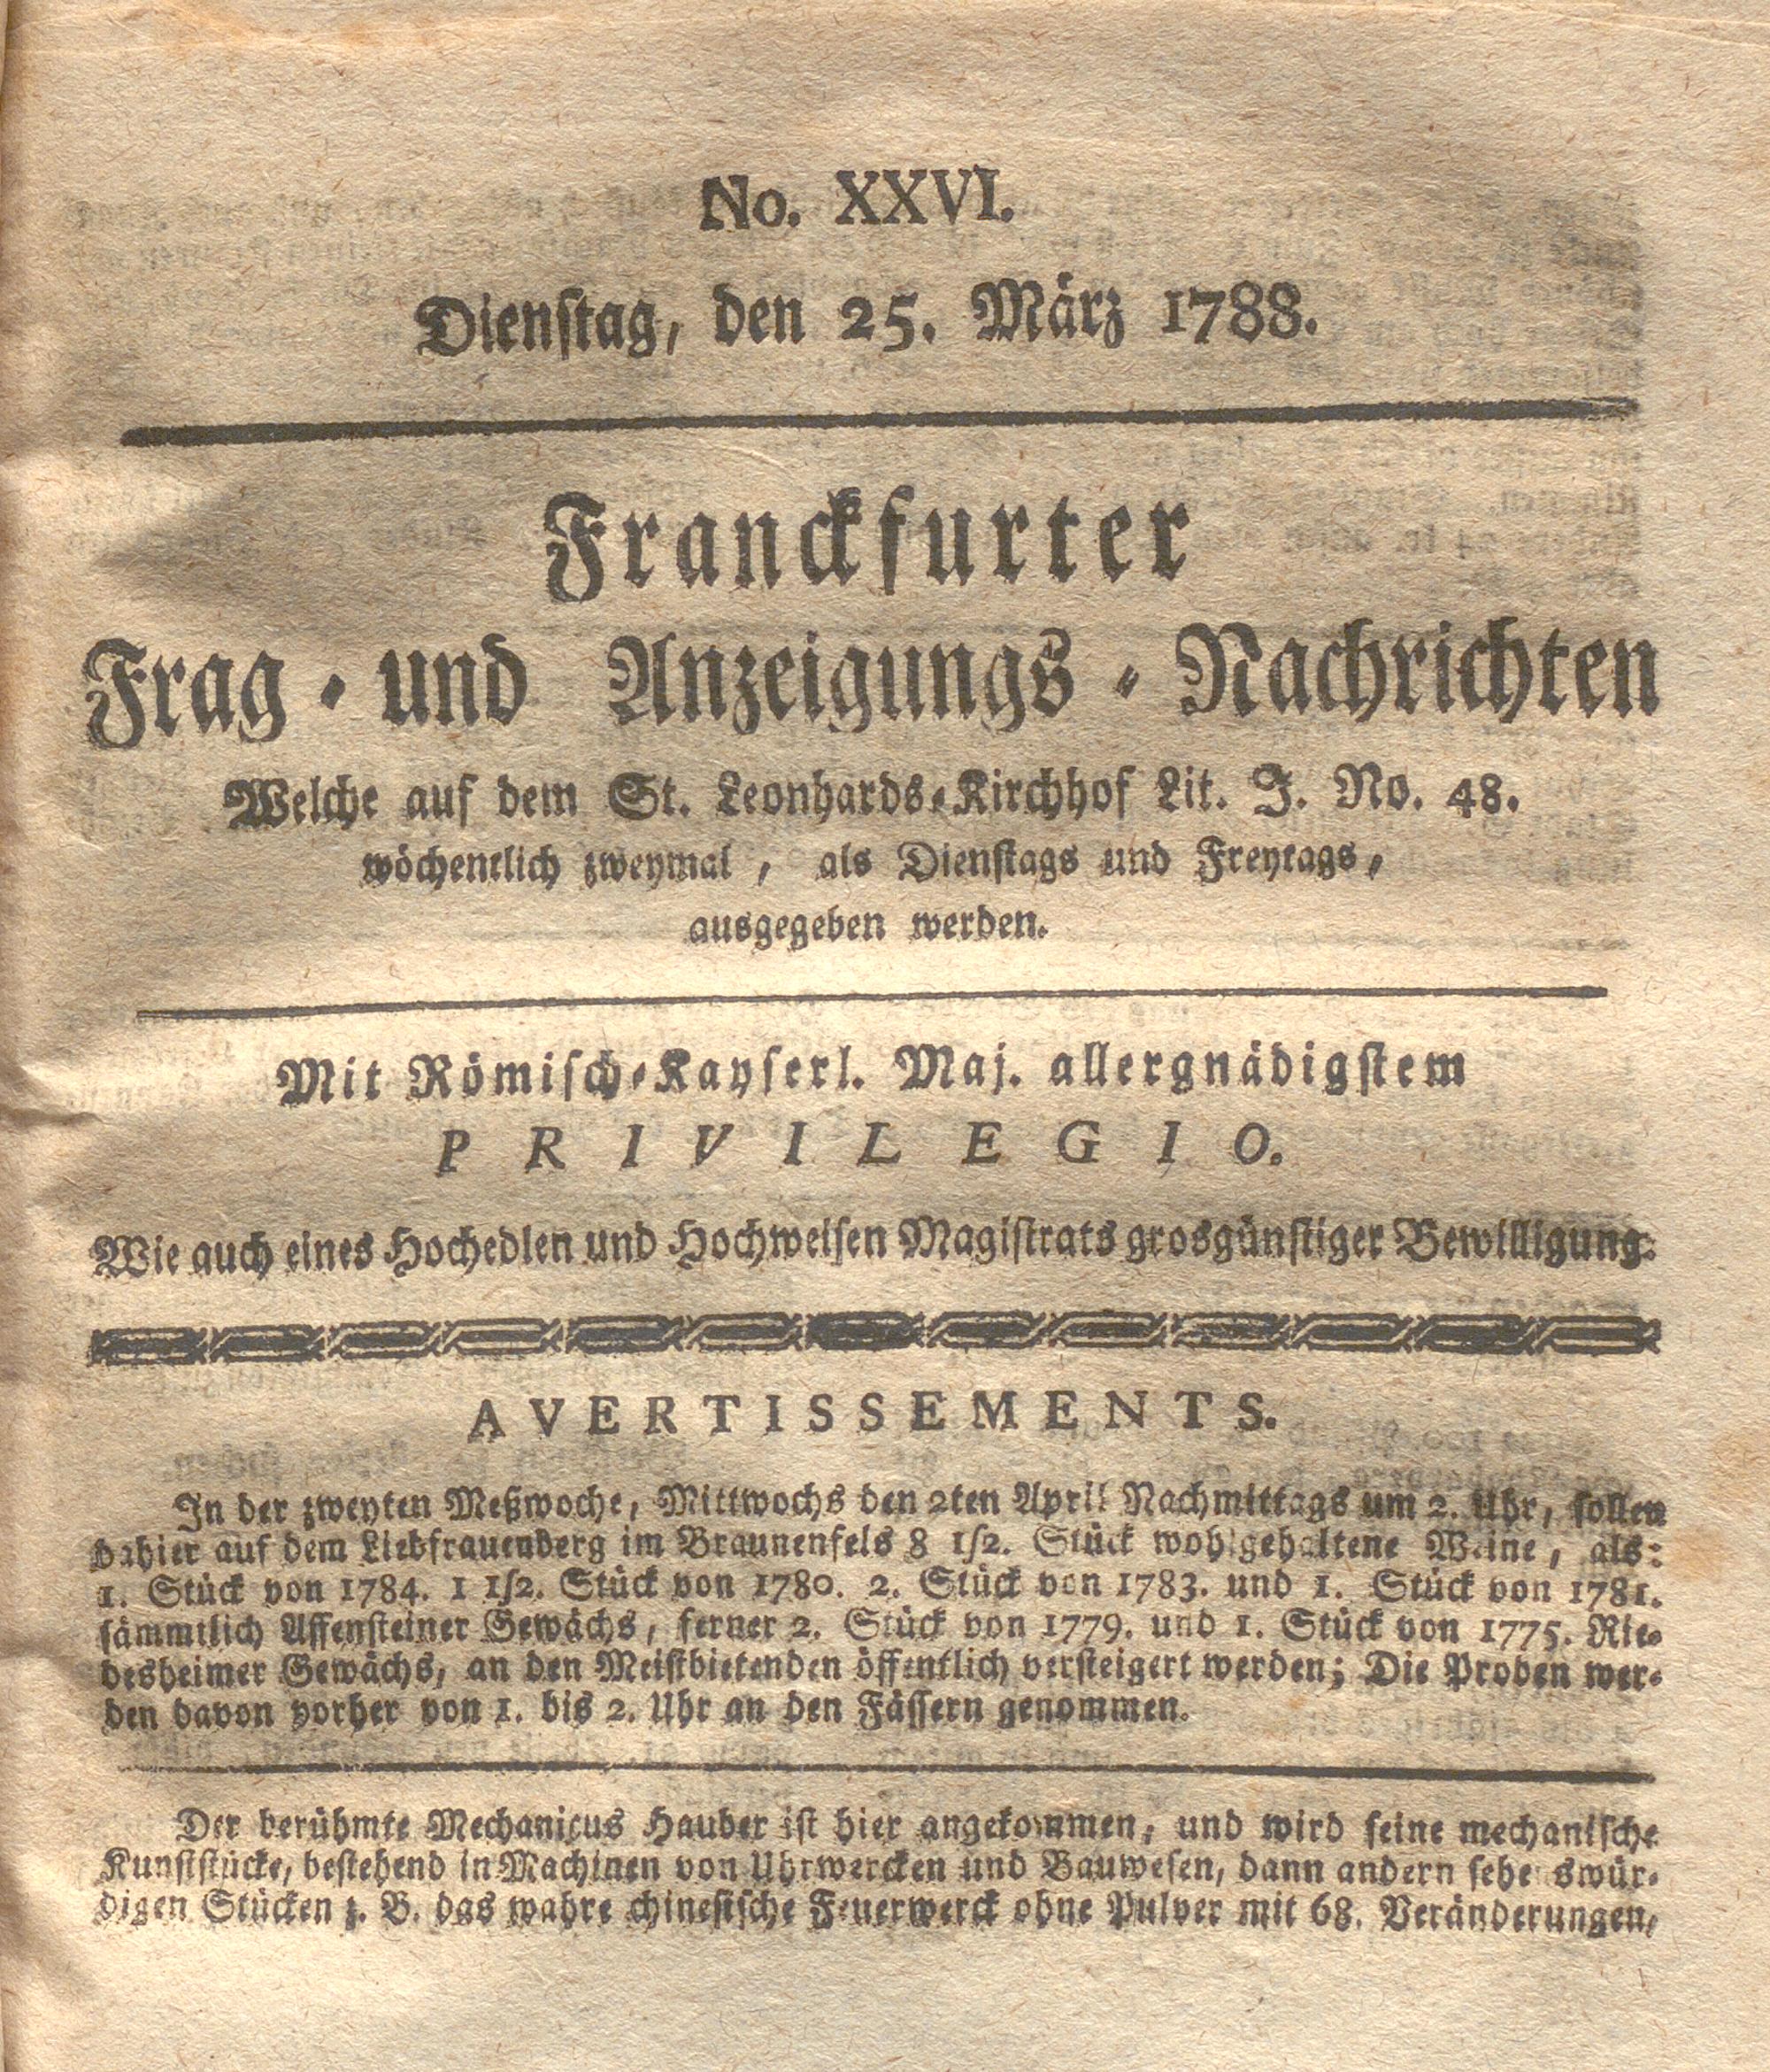 No. XXVI.
Dienstag, den 25. März 1788.
Franckfurter
Frag- und Anzeigungs-Nachrichten
Welche auf dem St. Leonhards-Kirchhof Lit. J. No. 48.
wöchentlich zweymal, als Dienstags und Freytags,
ausgegeben werden.
Mit Römisch-Kayserl. Maj. allergnädigstem
PRIVILEGIO.
Wie auch eines Hochedlen und Hochweisen Magistrats grosgünstiger Bewilligung.
AVERTISSEMENTS.
In der zweyten Meßwoche, Mittwochs den 2ten April Nachmittags um 2. Uhr, sollen
dahier auf dem Liebfrauenberg im Braunenfels 8 1/2. Stück wohlgehaltene Weine, als:
1. Stück von 1784. 1 1/2. Stück von 1780. 2. Stück von 1783. und 1. Stück von 1781.
sämmtlich Affensteiner Gewächs, ferner 2. Stück von 1779. und 1. Stück von 1775. Rie-
desheimer Gewächs, an den Meistbietenden öffentlich versteigert werden; Die Proben wer-
den davon vorher von 1. bis 2. Uhr an den Fässern genommen.
Der berühmte Mechanicus Hauber ist hier angekommen, und wird seine mechanische
Kunststücke, bestehend in Machinen von Uhrwercken und Bauwesen, dann andern sehenswür-
digen Stücken z. B. das wahre chinesische Feuerwerck ohne Pulver mit 68. Veränderungen,